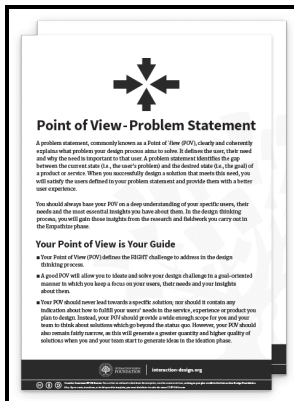 Point of View - Problem Statement
A problem statement, commonly known as a Point of View (POV), clearly and coherently
explains what problem your design process aims to solve. It defines the user, their need
and why the need is important to that user. A problem statement identifies the gap
between the current state (i.e., the user's problem) and the desired state (i.e., the goal) of
a product or service. When you successfully design a solution that meets this need, you
will satisfy the users defined in your problem statement and provide them with a better
user experience.
You should always base your POV on a deep understanding of your specific users, their
needs and the most essential insights you have about them. In the design thinking
process, you will gain those insights from the research and fieldwork you carry out in
the Empathize phase.
Your Point of View is Your Guide
■ Your Point of View (POV) defines the RIGHT challenge to address in the design
thinking process.
■ A good POV will allow you to ideate and solve your design challenge in a goal-oriented
manner in which you keep a focus on your users, their needs and your insights
about them.
■ Your POV should never lead towards a specific solution; nor should it contain any
indication about how to fulfill your users' needs in the service, experience or product you
plan to design. Instead, your POV should provide a wide enough scope for you and your
team to think about solutions which go beyond the status quo. However, your POV should
also remain fairly narrow, as this will generate a greater quantity and higher quality of
solutions when you and your team start to generate ideas in the Ideation phase.
INTERACTION DESIGN
FOUNDATION
interaction-design.org